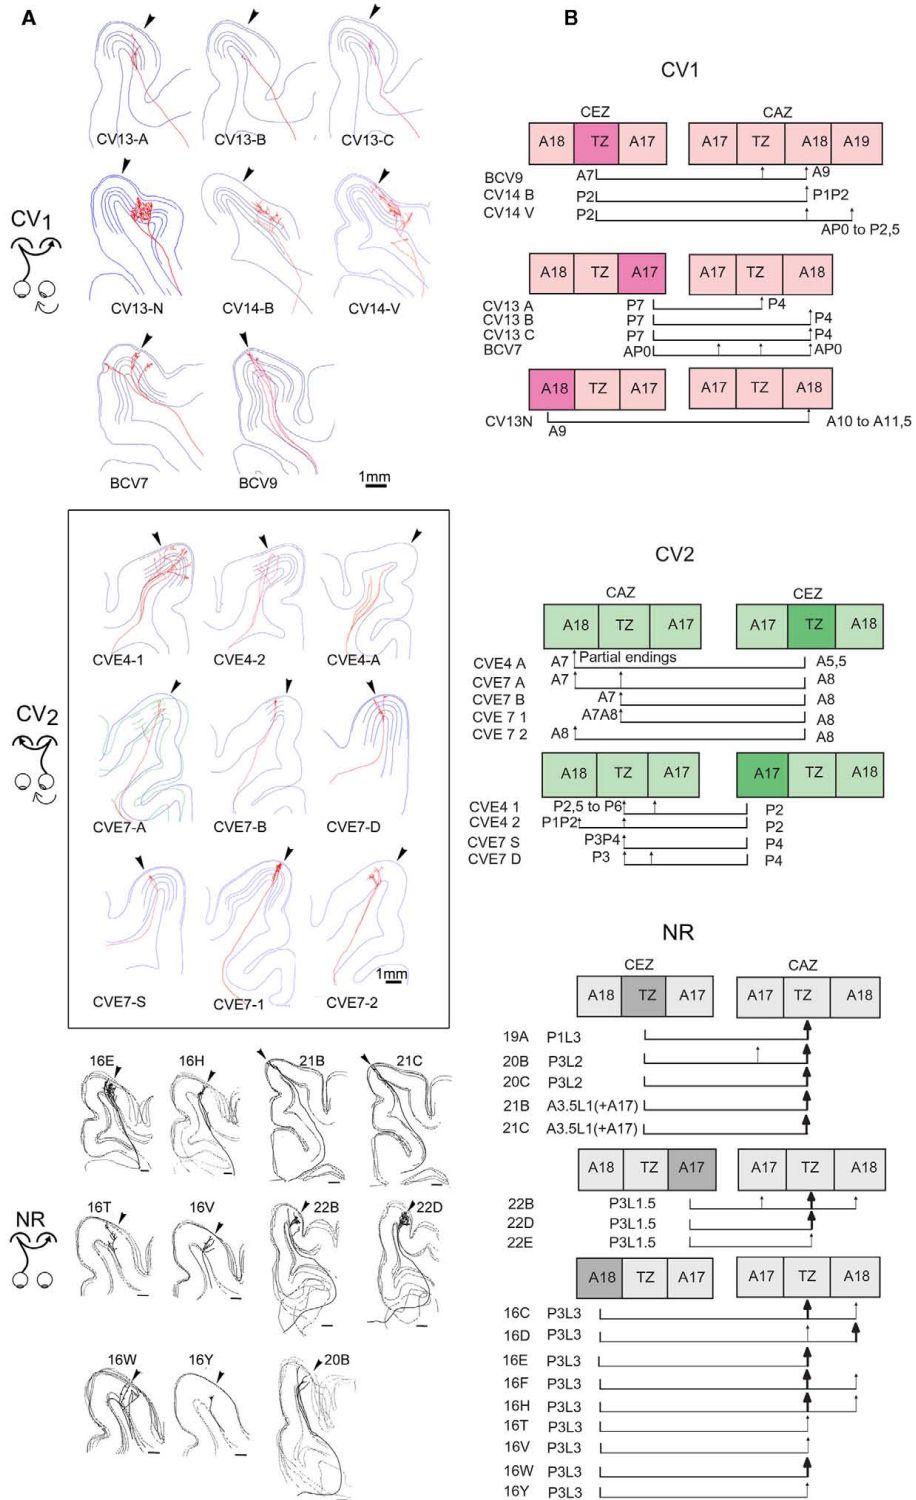 A
CV13-A CV13-B CV13-C
CV1
CV13-N CV14-B CV14-V
BCV7 BCV9
1mm
CVE4-1 CVE4-2 CVE4-A
CV2
CVE7-A CVE7-B CVE7-D
1mm
CVE7-S CVE7-1 CVE7-2
16E 16H 21B 21C
NR
16T 16V 22B 22D
16W 16Y 20B
B
CV1
CEZ CAZ
A18 TZ A17 A17 TZ A18 A19
BCV9 A7 A9
CV14 B P2 P1P2
CV14 V P2
AP0 to P2,5
A18 TZ A17 A17 TZ A18
CV13 A P7 P4
CV13 B P7 P4
CV13 C P7 P4
BCV7 AP0 AP0
A18 TZ A17 A17 TZ A18
CV13N A9 A10 to A11,5
CV2
CAZ CEZ
A18 TZ A17 A17 TZ A18
CVE4 A A7 Partial endings A5,5
CVE7 A A7 A8
CVE7 B A7 A8
CVE 7 1 A7A8 A8
CVE 7 2 A8 A8
A18 TZ A17 A17 TZ A18
CVE4 1 P2,5 to P6 P2
CVE4 2 P1P2 P2
CVE7 S P3P4 P4
CVE7 D P3 P4
NR
CEZ CAZ
A18 TZ A17 A17 TZ A18
19A P1L3
20B P3L2
20C P3L2
21B A3.5L1(+A17)
21C A3.5L1(+A17)
A18 TZ A17 A17 TZ A18
22B P3L1.5
22D P3L1.5
22E P3L1.5
A18 TZ A17 A17 TZ A18
16C P3L3
16D P3L3
16E P3L3
16F P3L3
16H P3L3
16T P3L3
16V P3L3
16W P3L3
16Y P3L3